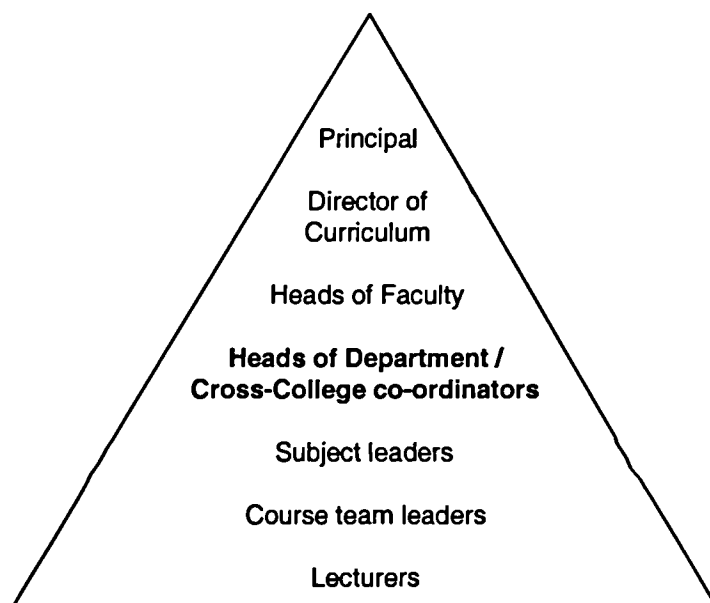 Principal
Director of
Curriculum
Heads of Faculty
Heads of Department /
Cross-College co-ordinators
Subject leaders
Course team leaders
Lecturers